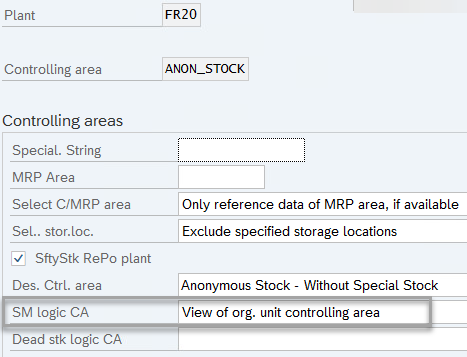 Plant FR20
Controlling area ANON_STOCK
Controlling areas
Special. String
MRP Area
Select C/MRP area Only reference data of MRP area, if available
Sel.. stor.loc. Exclude specified storage locations
SftyStk RePo plant
Des. Ctrl. area Anonymous Stock - Without Special Stock
SM logic CA View of org. unit controlling area
Dead stk logic CA